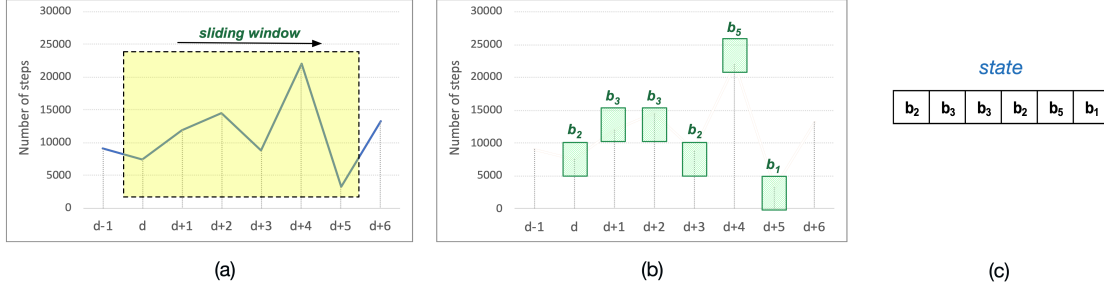 30000
25000
20000
15000
10000
5000
0
Number of steps
sliding window
d-1 d d+1 d+2 d+3 d+4 d+5 d+6
(a)
30000
25000
20000
15000
10000
5000
0
Number of steps
b5
b3 b3
b2 b2
b1
d-1 d d+1 d+2 d+3 d+4 d+5 d+6
(b)
state
b2 b3 b3 b2 b5 b1
(c)